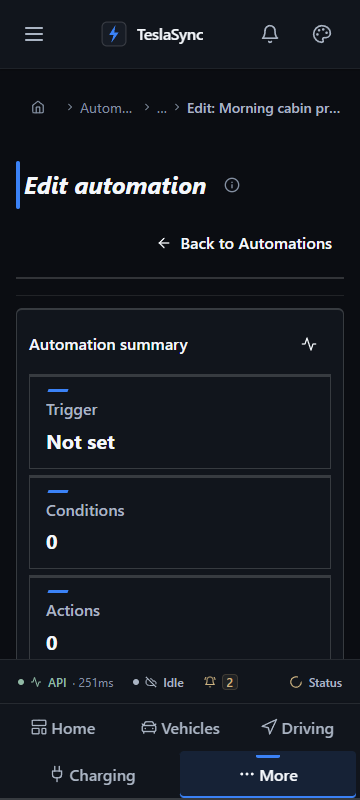 TeslaSync
Autom... > ... > Edit: Morning cabin pr...
Edit automation
← Back to Automations
Automation summary
Trigger
Not set
Conditions
0
Actions
0
API · 251ms Idle 2 Status
Home Vehicles Driving
Charging ··· More